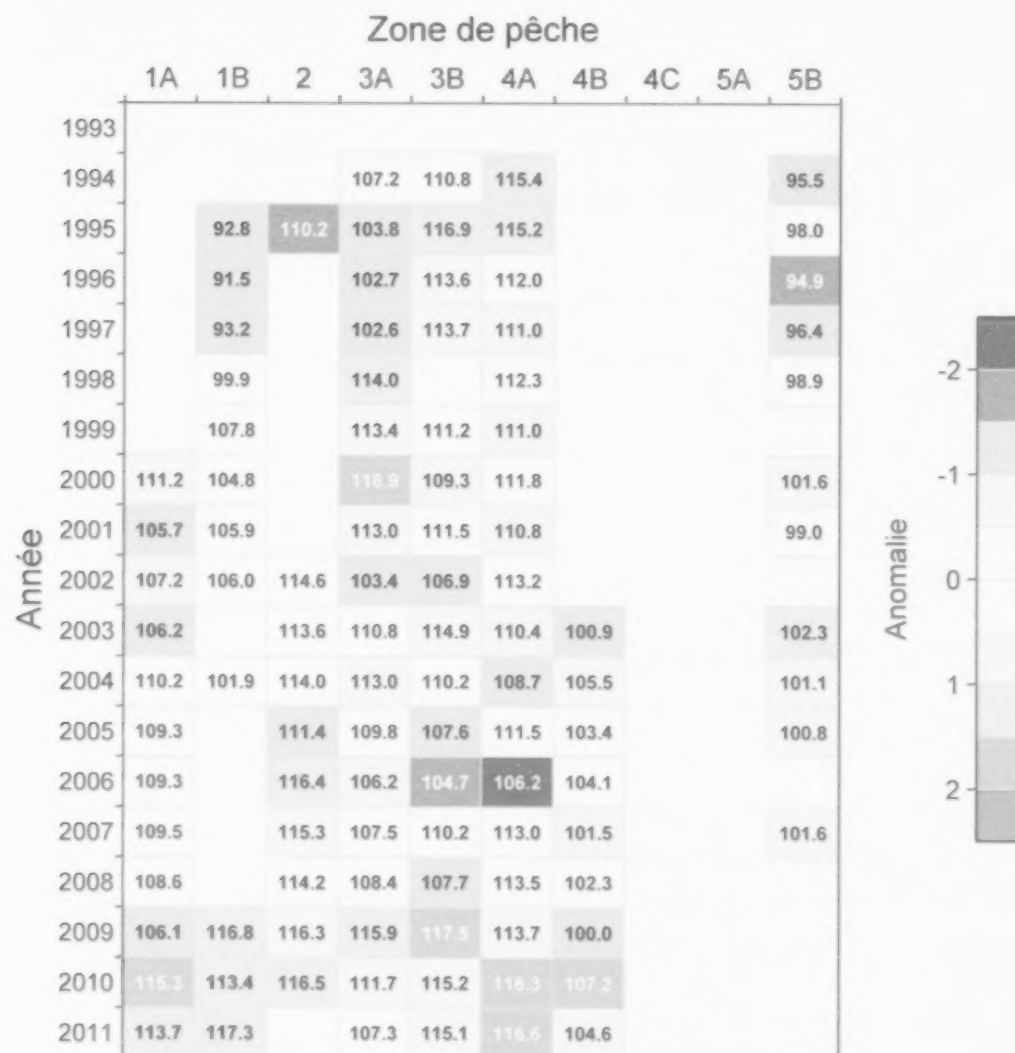 Zone de pêche
1A 1B 2 3A 3B 4A 4B 4C 5A 5B
1993
1994 107.2 110.8 115.4 95.5
1995 92.8 110.2 103.8 116.9 115.2 98.0
1996 91.5 102.7 113.6 112.0 94.9
1997 93.2 102.6 113.7 111.0 96.4
1998 99.9 114.0 112.3 98.9
1999 107.8 113.4 111.2 111.0
2000 111.2 104.8 116.9 109.3 111.8 101.6
2001 105.7 105.9 113.0 111.5 110.8 99.0
2002 107.2 106.0 114.6 103.4 106.9 113.2
2003 106.2 113.6 110.8 114.9 110.4 100.9 102.3
2004 110.2 101.9 114.0 113.0 110.2 108.7 105.5 101.1
2005 109.3 111.4 109.8 107.6 111.5 103.4 100.8
2006 109.3 116.4 106.2 104.7 106.2 104.1
2007 109.5 115.3 107.5 110.2 113.0 101.5 101.6
2008 108.6 114.2 108.4 107.7 113.5 102.3
2009 106.1 116.8 116.3 115.9 117.5 113.7 100.0
2010 115.3 113.4 116.5 111.7 115.2 116.3 107.2
2011 113.7 117.3 107.3 115.1 116.6 104.6
Année
Anomalie
-2
-1
0
1
2